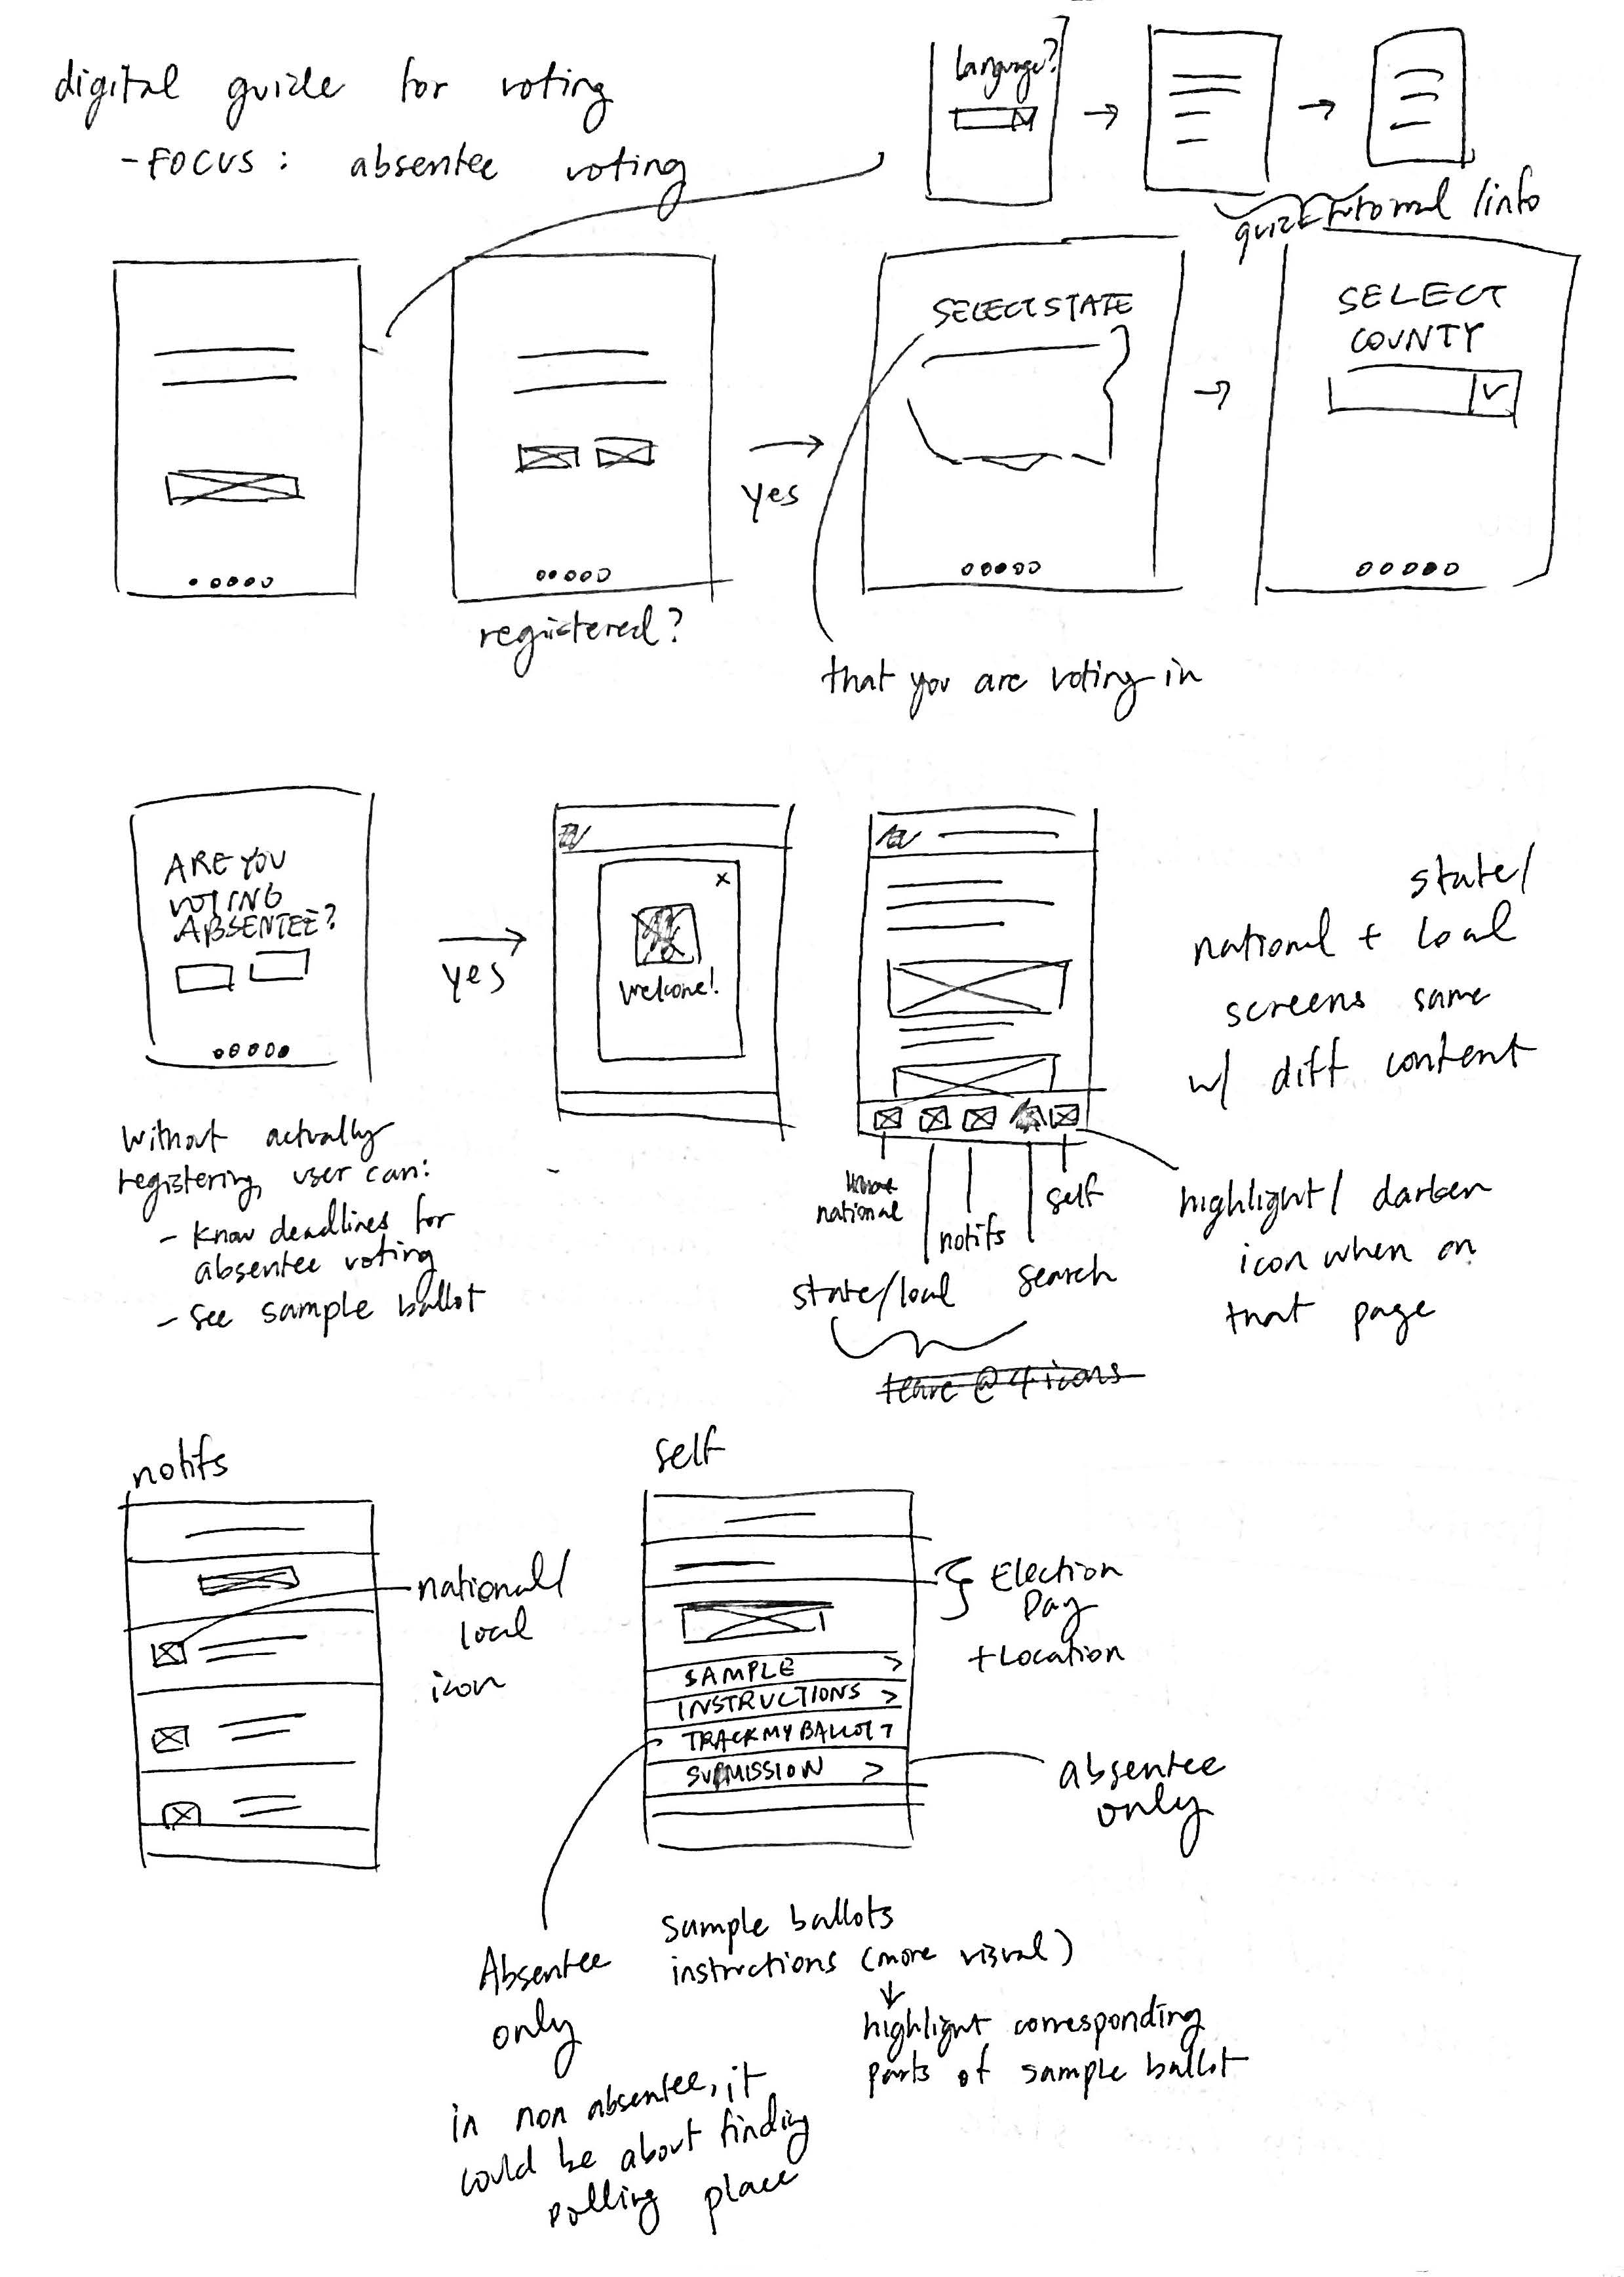 digital guide for voting
- FOCUS: absentee voting
language?
quiz tutorial/info
SELECT STATE
SELECT
COUNTY
yes
registered?
that you are voting in
ARE YOU
VOTING
ABSENTEE?
yes
Welcome!
state/
national + local
screens same
w/ diff content
without actually
registering, user can:
- know deadlines for
absentee voting
- see sample ballot
national
state/local
notifs
search
self
highlight/ darken
icon when on
that page
leave @ 4 icons
notifs
national/
local
icon
self
Election
Day
+ Location
SAMPLE >
INSTRUCTIONS >
TRACK MY BALLOT >
SUBMISSION >
absentee
only
Absentee
only
in non absentee, it
could be about finding
polling place
sample ballots
instructions (more visual)
highlight corresponding
parts of sample ballot